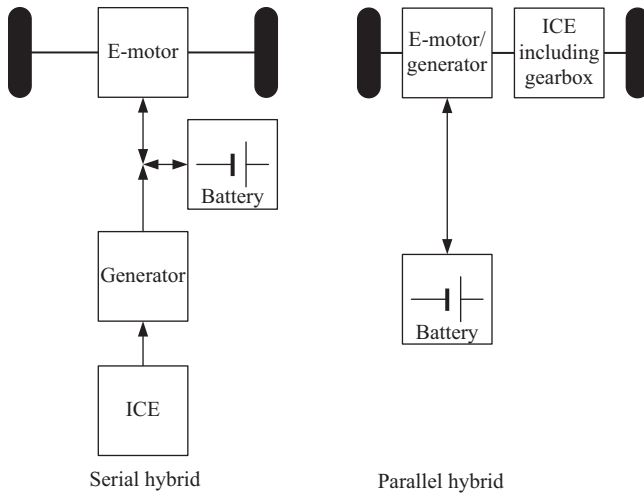 E-motor
Battery
Generator
ICE
Serial hybrid
E-motor/
generator
ICE
including
gearbox
Battery
Parallel hybrid